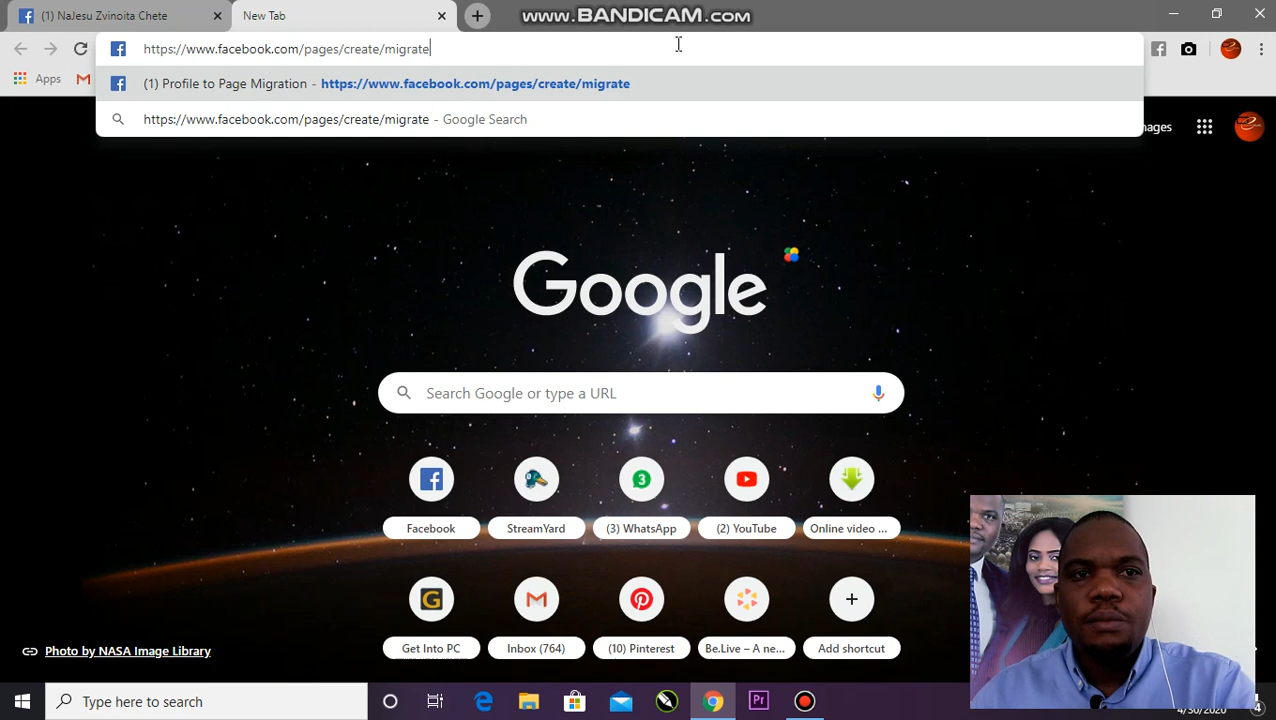 (1) NaJesu Zvinoita Chete
New Tab
WWW.BANDICAM.COM
https://www.facebook.com/pages/create/migrate
(1) Profile to Page Migration - https://www.facebook.com/pages/create/migrate
Apps
https://www.facebook.com/pages/create/migrate - Google Search
ages
Google
Search Google or type a URL
3
Facebook
StreamYard
(3) WhatsApp
(2) YouTube
Online video ...
G
Get Into PC
Inbox (764)
(10) Pinterest
Be.Live – A ne...
Add shortcut
Photo by NASA Image Library
Type here to search
Pr
4/30/2020
4